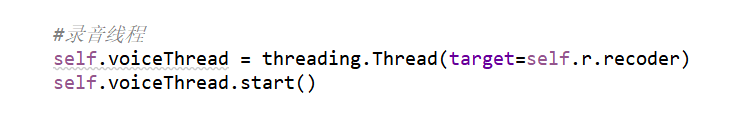 #录音线程
self.voiceThread = threading.Thread(target=self.r.recoder)
self.voiceThread.start()